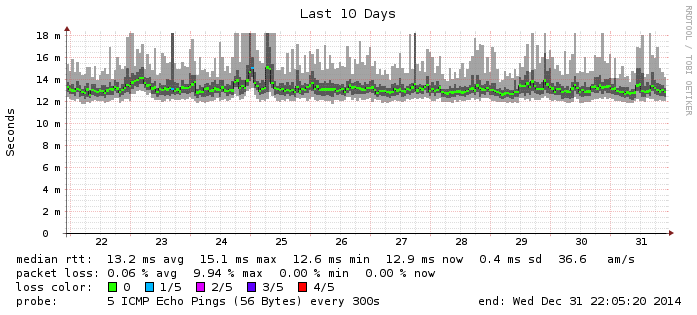 Last 10 Days
RRDTOOL / TOBI OETIKER
Seconds
18 m
16 m
14 m
12 m
10 m
8 m
6 m
4 m
2 m
0
22 23 24 25 26 27 28 29 30 31
median rtt: 13.2 ms avg 15.1 ms max 12.6 ms min 12.9 ms now 0.4 ms sd 36.6 am/s
packet loss: 0.06 % avg 9.94 % max 0.00 % min 0.00 % now
loss color: 0 1/5 2/5 3/5 4/5
probe: 5 ICMP Echo Pings (56 Bytes) every 300s end: Wed Dec 31 22:05:20 2014